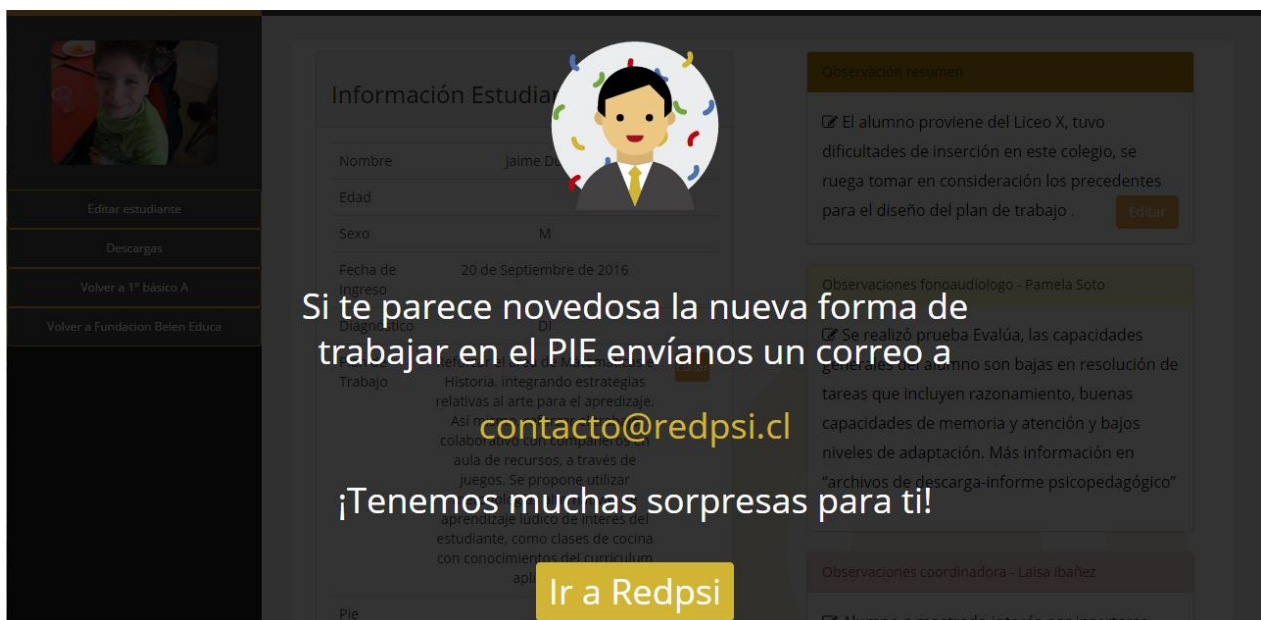 Editar estudiante
Descargas
Volver a 1º básico A
Volver a Fundacion Belen Educa
Información
Nombre
Jaime
Edad
Sexo
M
Fecha de
20 de Septiembre de 2016
Ingreso
Diagnóstico
DI
Trabajo
Historia, integrando estrategias
relativas al arte para el apredizaje.
aula de recursos, a través de
juegos. Se propone utilizar
estudiante, como clases de cocina
con conocimientos del curriculum
Pie
Observación resumen
El alumno proviene del Liceo X, tuvo
dificultades de inserción en este colegio, se
ruega tomar en consideración los precedentes
para el diseño del plan de trabajo .
Editar
Observaciones fonoaudiologo - Pamela Soto
Se realizó prueba Evalúa, las capacidades
generales del alumno son bajas en resolución de
tareas que incluyen razonamiento, buenas
capacidades de memoria y atención y bajos
niveles de adaptación. Más información en
"archivos de descarga-informe psicopedagógico"
Observaciones coordinadora - Laisa ibañez
Si te parece novedosa la nueva forma de
trabajar en el PIE envíanos un correo a
contacto@redpsi.cl
¡Tenemos muchas sorpresas para ti!
Ir a Redpsi